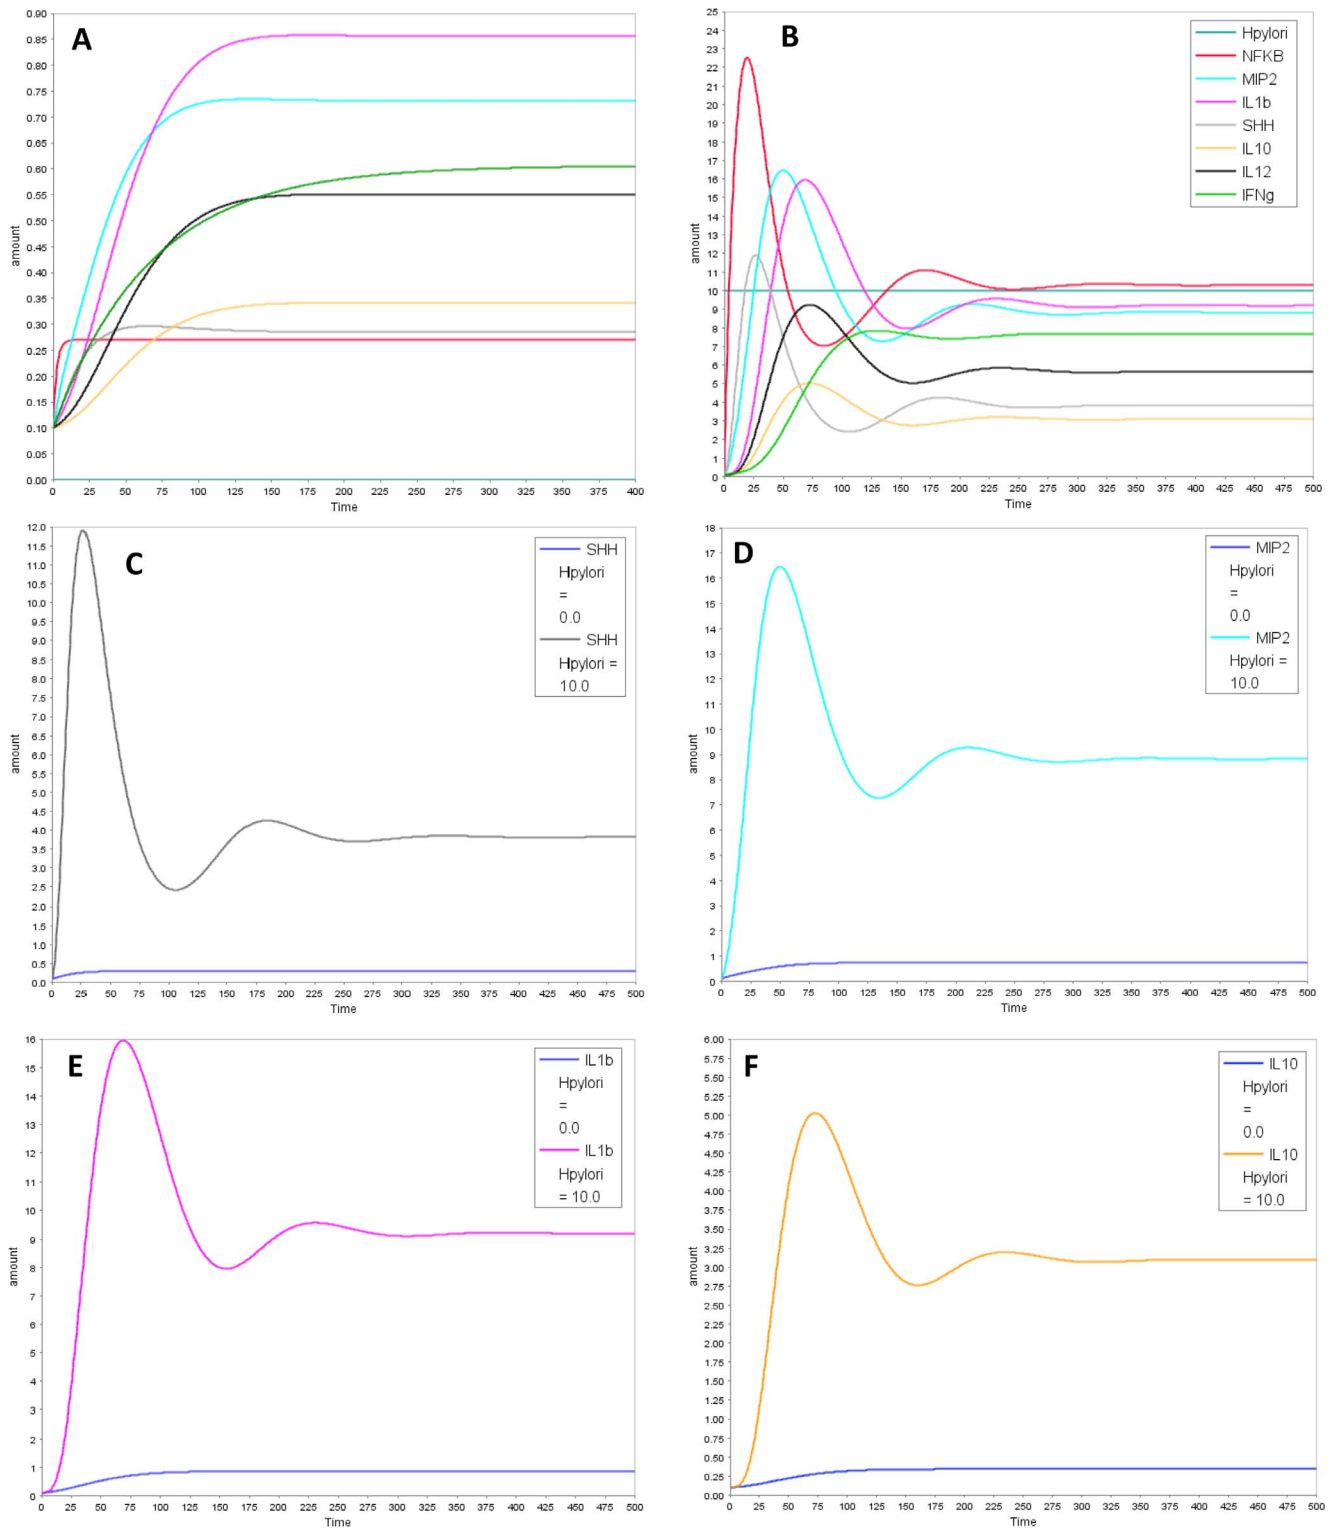 A
0.90
0.85
0.80
0.75
0.70
0.65
0.60
0.55
0.50
0.45
0.40
0.35
0.30
0.25
0.20
0.15
0.10
0.05
0.00
amount
0 25 50 75 100 125 150 175 200 225 250 275 300 325 350 375 400
Time
B
25
24
23
22
21
20
19
18
17
16
15
14
13
12
11
10
9
8
7
6
5
4
3
2
1
0
amount
0 25 50 75 100 125 150 175 200 225 250 275 300 325 350 375 400 425 450 475 500
Time
Hpylori
NFKB
MIP2
IL1b
SHH
IL10
IL12
IFNg
C
12.0
11.5
11.0
10.5
10.0
9.5
9.0
8.5
8.0
7.5
7.0
6.5
6.0
5.5
5.0
4.5
4.0
3.5
3.0
2.5
2.0
1.5
1.0
0.5
0.0
amount
0 25 50 75 100 125 150 175 200 225 250 275 300 325 350 375 400 425 450 475 500
Time
SHH
Hpylori
=
0.0
SHH
Hpylori =
10.0
D
18
17
16
15
14
13
12
11
10
9
8
7
6
5
4
3
2
1
0
amount
0 25 50 75 100 125 150 175 200 225 250 275 300 325 350 375 400 425 450 475 500
Time
MIP2
Hpylori
=
0.0
MIP2
Hpylori =
10.0
E
16
15
14
13
12
11
10
9
8
7
6
5
4
3
2
1
0
amount
0 25 50 75 100 125 150 175 200 225 250 275 300 325 350 375 400 425 450 475 500
Time
IL1b
Hpylori
=
0.0
IL1b
Hpylori
= 10.0
F
6.00
5.75
5.50
5.25
5.00
4.75
4.50
4.25
4.00
3.75
3.50
3.25
3.00
2.75
2.50
2.25
2.00
1.75
1.50
1.25
1.00
0.75
0.50
0.25
0.00
amount
0 25 50 75 100 125 150 175 200 225 250 275 300 325 350 375 400 425 450 475 500
Time
IL10
Hpylori
=
0.0
IL10
Hpylori
= 10.0